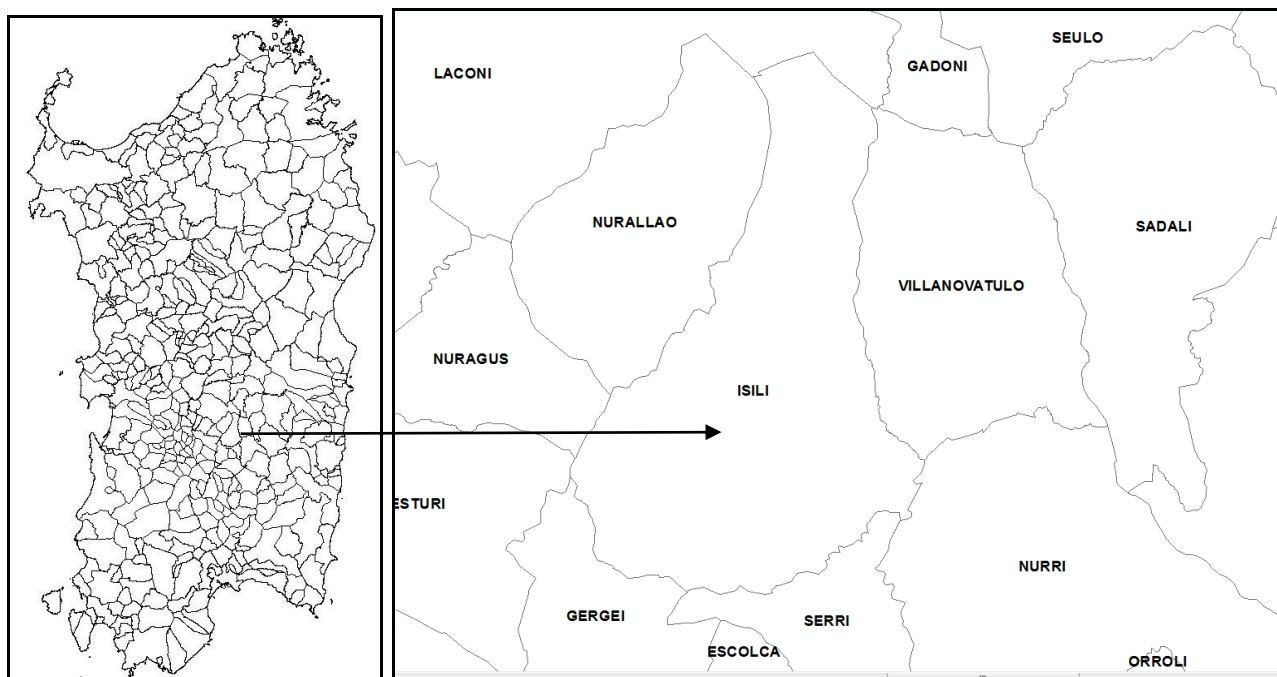 SEULO
GADONI
LACONI
NURALLAO
SADALI
VILLANOVATULO
NURAGUS
ISILI
ESTURI
NURRI
GERGEI
SERRI
ESCOLCA
ORROLI